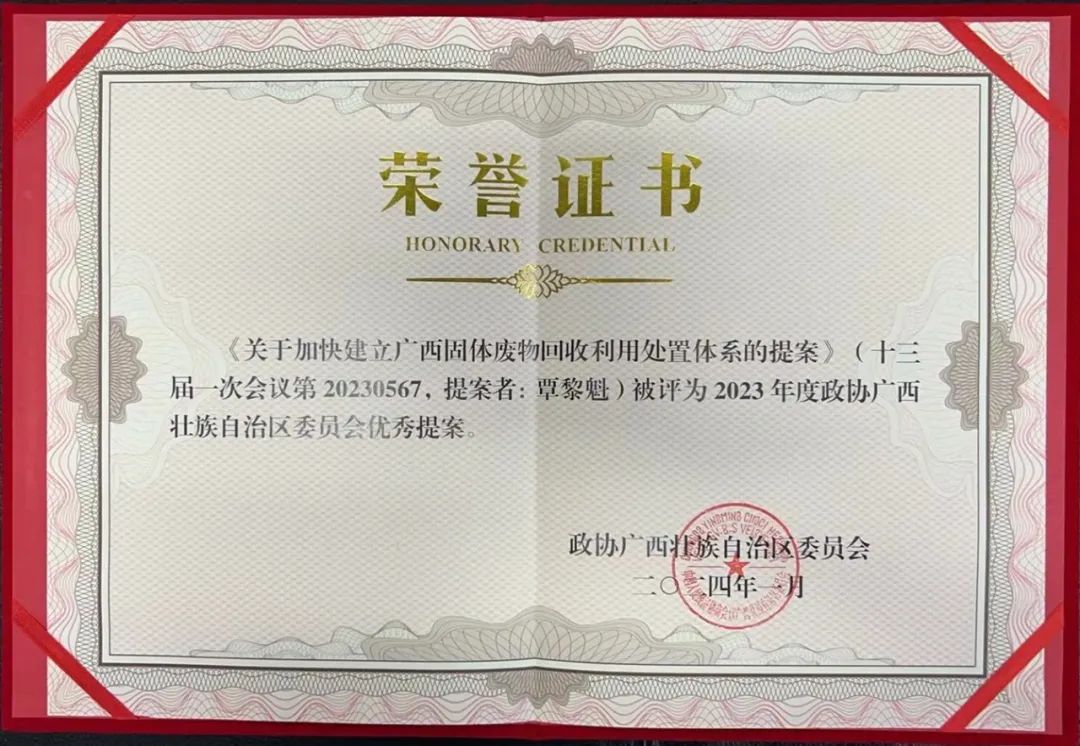 荣誉证书
HONORARY CREDENTIAL
《关于加快建立广西固体废物回收利用处置体系的提案》（十三
届一次会议第 20230567，提案者：覃黎魁）被评为 2023 年度政协广西
壮族自治区委员会优秀提案。
政协广西壮族自治区委员会
二〇二四年一月